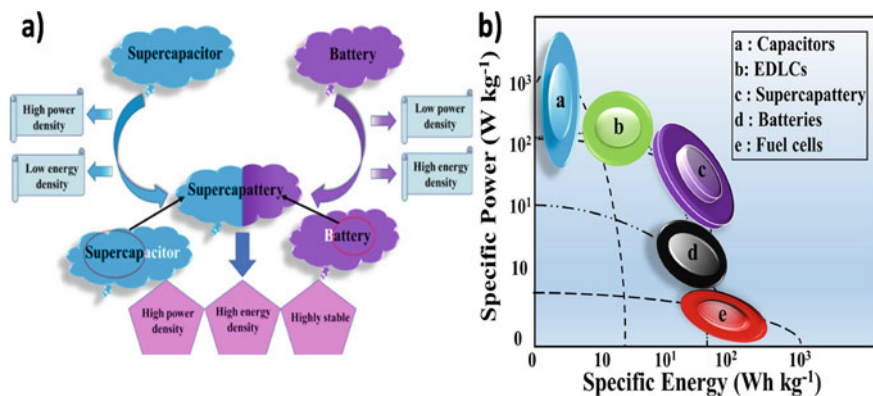 a)
Supercapacitor
Battery
High power
density
Low energy
density
Low power
density
High energy
density
Supercapattery
Supercapacitor
Battery
High power
density
High energy
density
Highly stable
b)
Specific Power (W kg-1)
10³
10²
10¹
10
0
a
b
c
d
e
a : Capacitors
b: EDLCs
c : Supercapattery
d : Batteries
e : Fuel cells
0
10
10¹
10²
10³
Specific Energy (Wh kg-1)